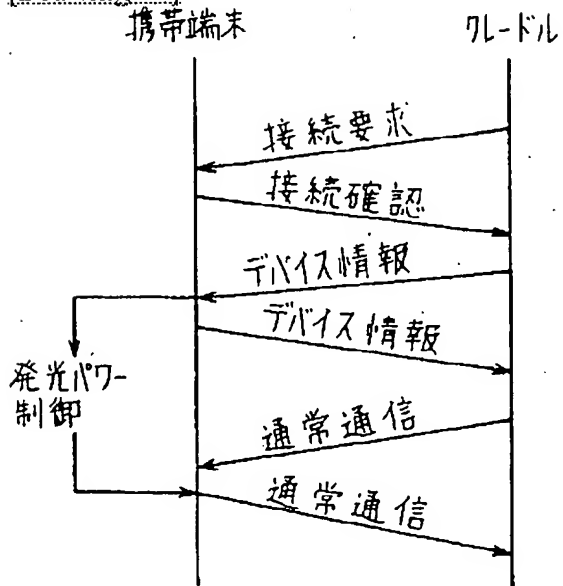 携帯端末
クレードル
接続要求
接続確認
デバイス情報
デバイス情報
発光パワー
制御
通常通信
通常通信